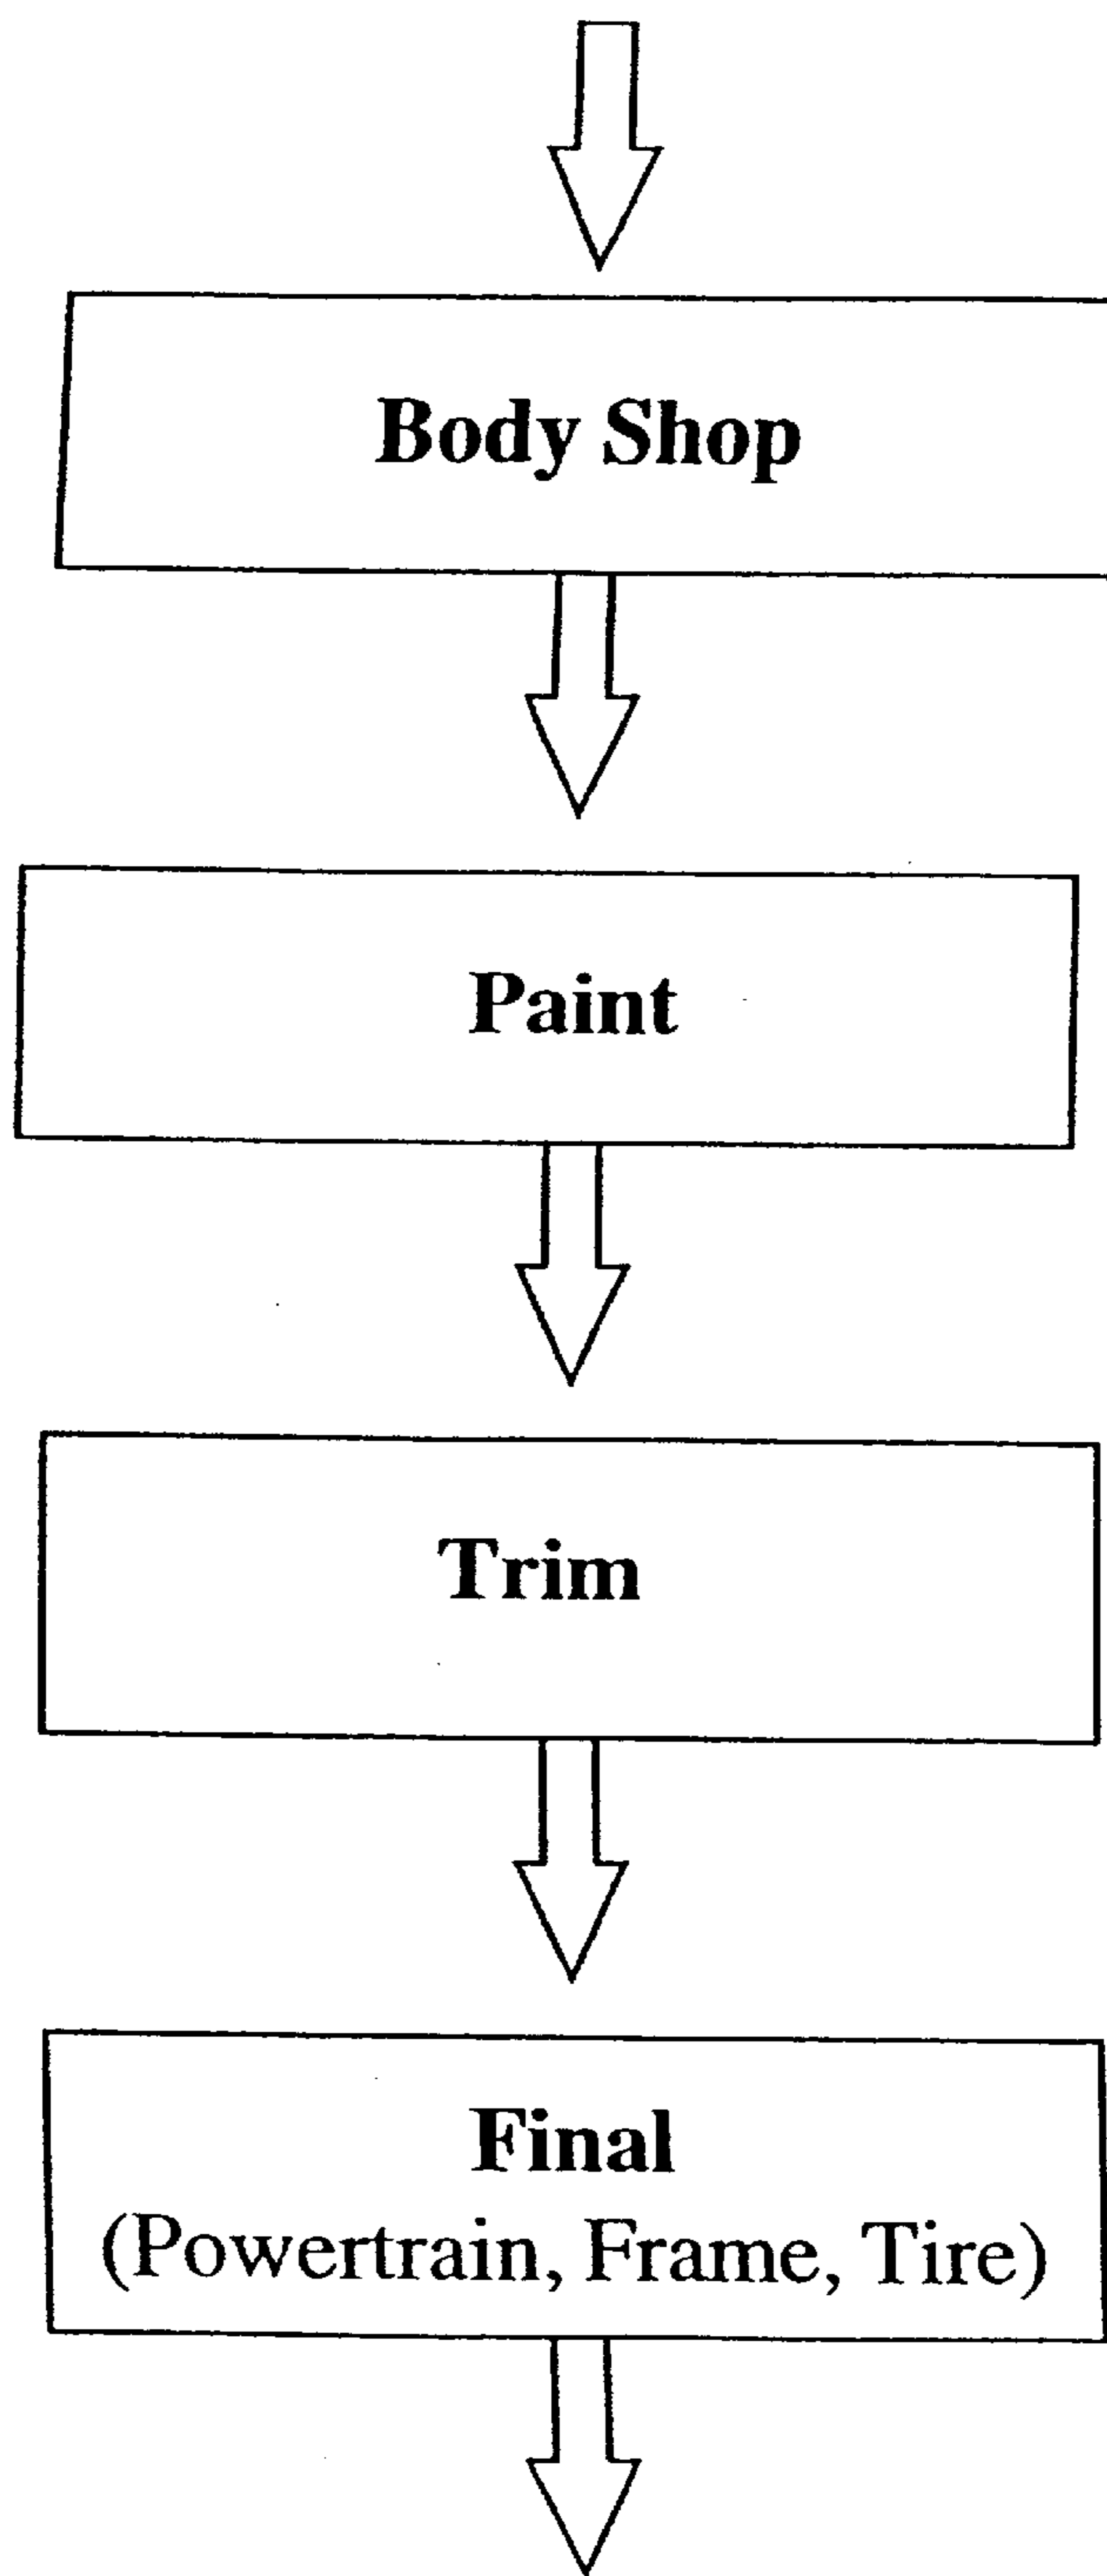 Body Shop
Paint
Trim
Final
(Powertrain, Frame, Tire)